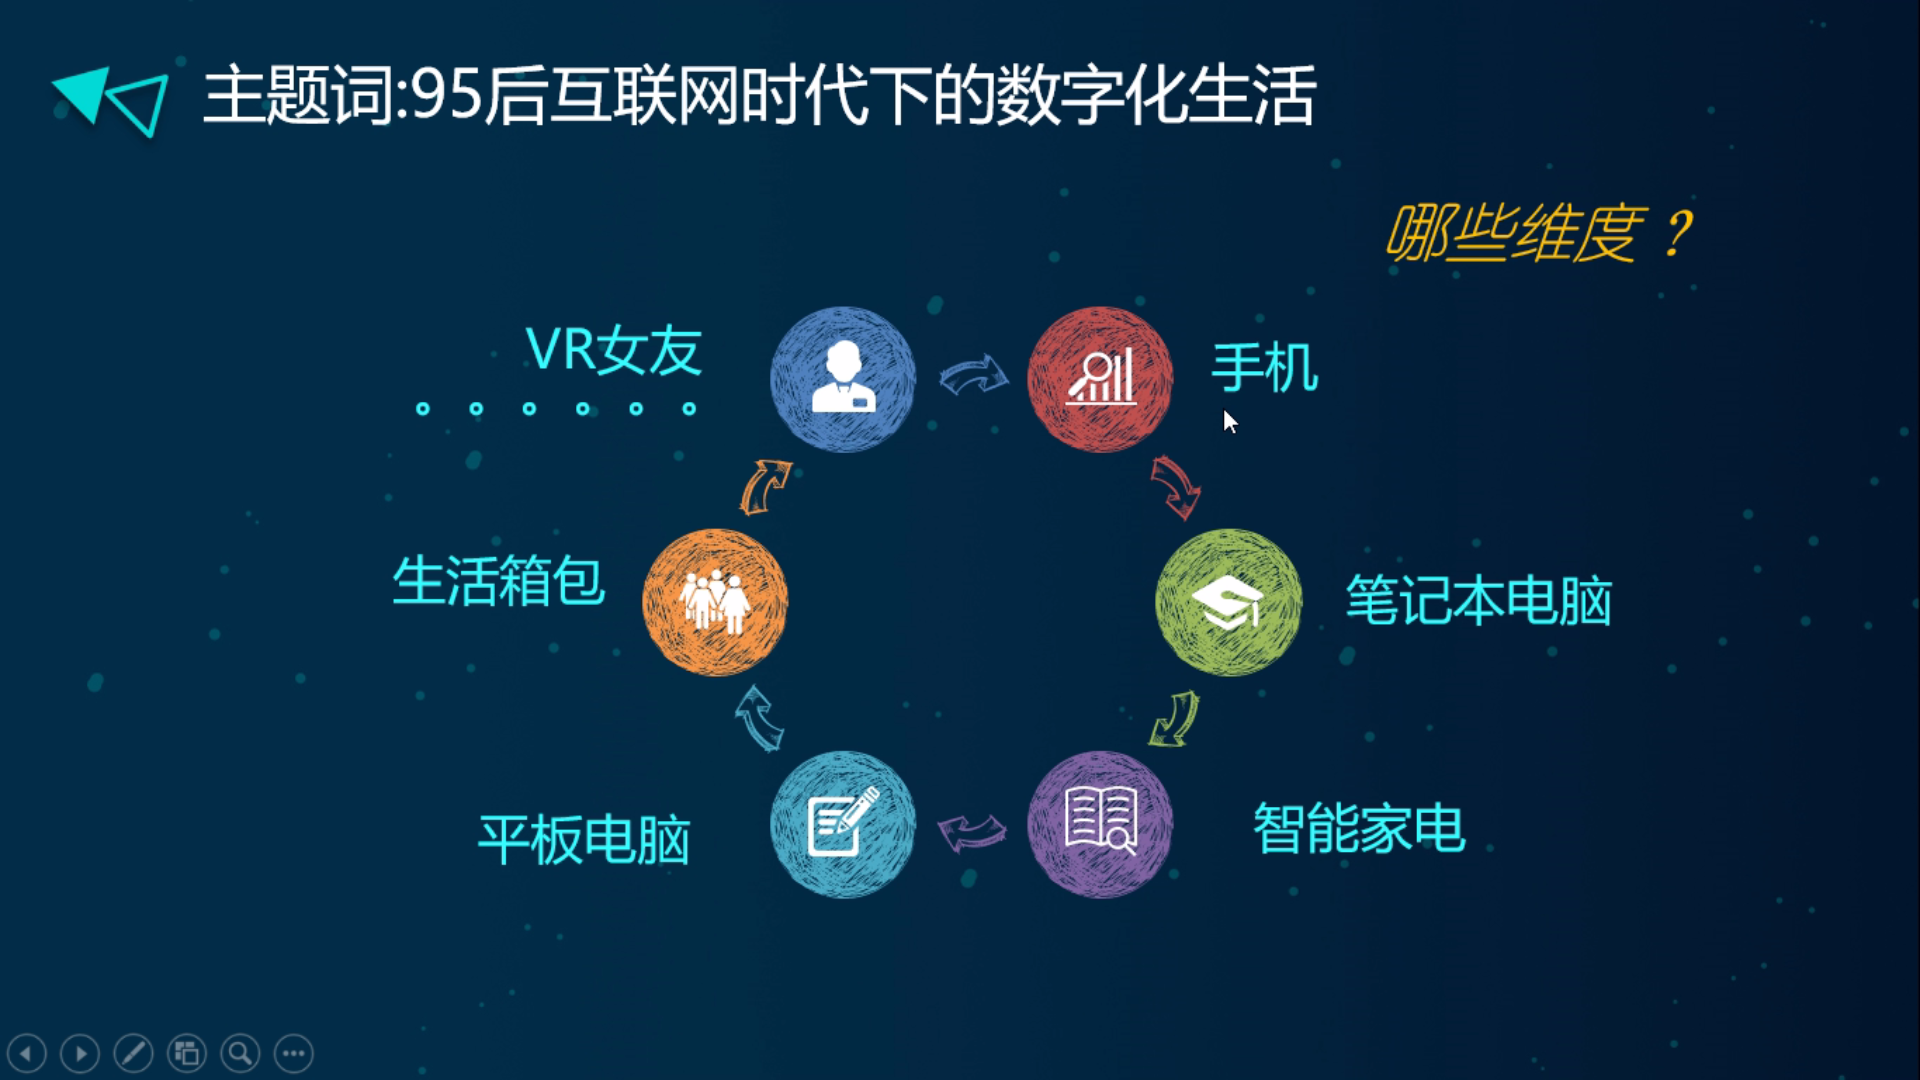 主题词:95后互联网时代下的数字化生活
哪些维度？
VR女友
。。。。。。
手机
生活箱包
笔记本电脑
平板电脑
智能家电